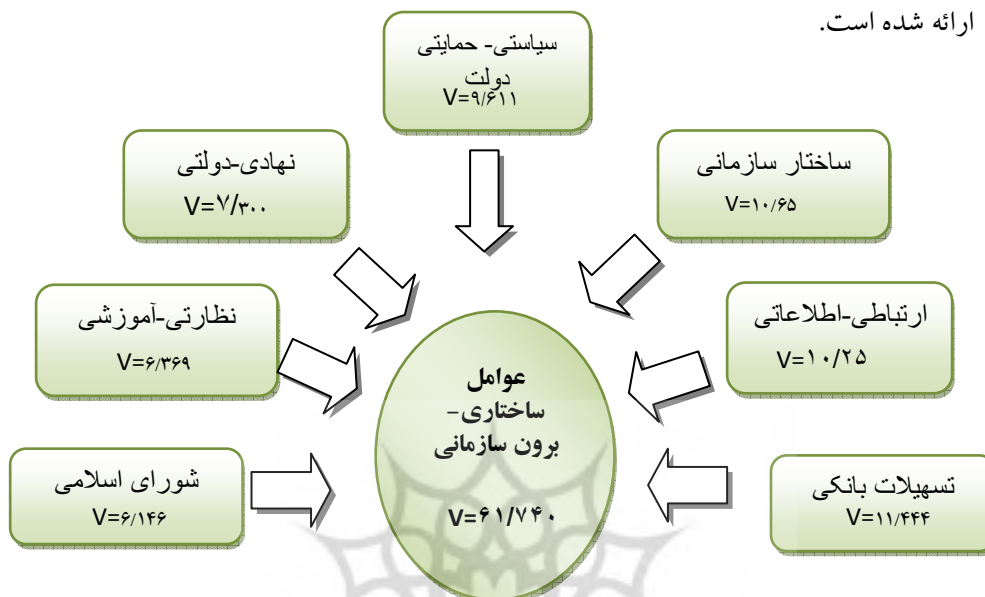 ارائه شده است.
سیاستی- حمایتی
دولت
V=۹/۶۱۱
نهادی-دولتی
V=۷/۳۰۰
ساختار سازمانی
V=۱۰/۶۵
نظارتی-آموزشی
V=۶/۳۶۹
ارتباطی-اطلاعاتی
V=۱۰/۲۵
عوامل
ساختاری-
برون سازمانی
V=۶۱/۷۴۰
شورای اسلامی
V=۶/۱۴۶
تسهیلات بانکی
V=۱۱/۴۴۴